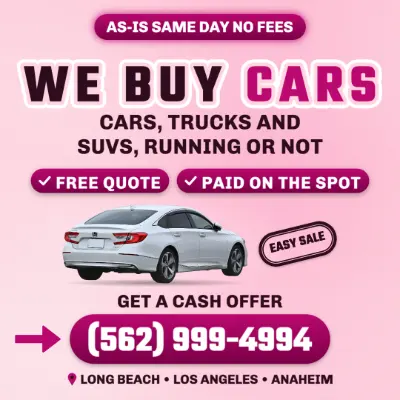 AS-IS SAME DAY NO FEES
WE BUY CARS
CARS, TRUCKS AND
SUVS, RUNNING OR NOT
FREE QUOTE
PAID ON THE SPOT
EASY SALE
GET A CASH OFFER
(562) 999-4994
LONG BEACH • LOS ANGELES • ANAHEIM